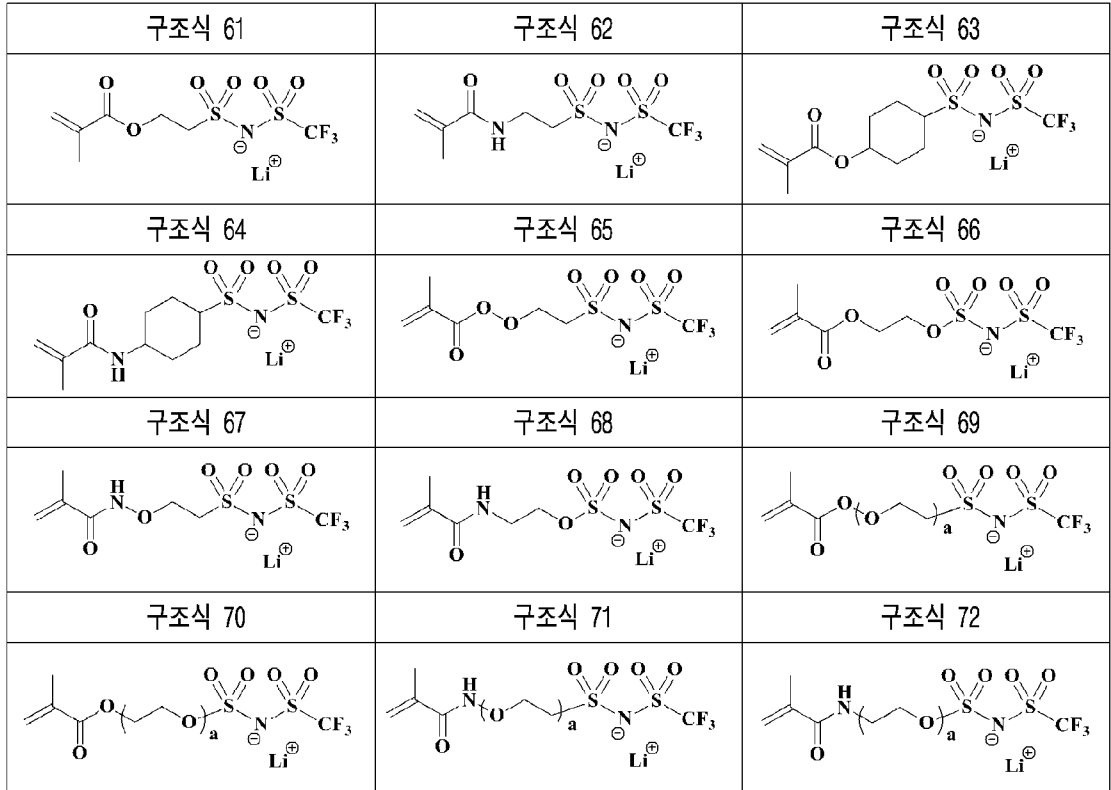 구조식 61 구조식 62 구조식 63
O O O O O O O N CF₃ S S ⊖ Li⊕
O O O O O N H S S N ⊖ CF₃ Li⊕
O O O O S S N ⊖ CF₃ O O Li⊕
구조식 64 구조식 65 구조식 66
O O O O S S N ⊖ CF₃ O N H Li⊕
O O O O S S O O N ⊖ CF₃ O Li⊕
O O O O S S O O N ⊖ CF₃ O Li⊕
구조식 67 구조식 68 구조식 69
O O O O H N O S S N ⊖ CF₃ O Li⊕
O O O O H N O S S N ⊖ CF₃ O Li⊕
O O O O O ( O ) a S S N ⊖ CF₃ O Li⊕
구조식 70 구조식 71 구조식 72
O O O O O ( O ) a S S N ⊖ CF₃ O Li⊕
O O O O H N ( O ) a S S N ⊖ CF₃ O Li⊕
O O O O H N ( O ) a S S N ⊖ CF₃ O Li⊕